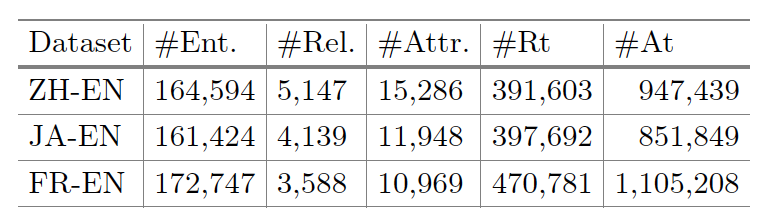 Dataset #Ent. #Rel. #Attr. #Rt #At
ZH-EN 164,594 5,147 15,286 391,603 947,439
JA-EN 161,424 4,139 11,948 397,692 851,849
FR-EN 172,747 3,588 10,969 470,781 1,105,208